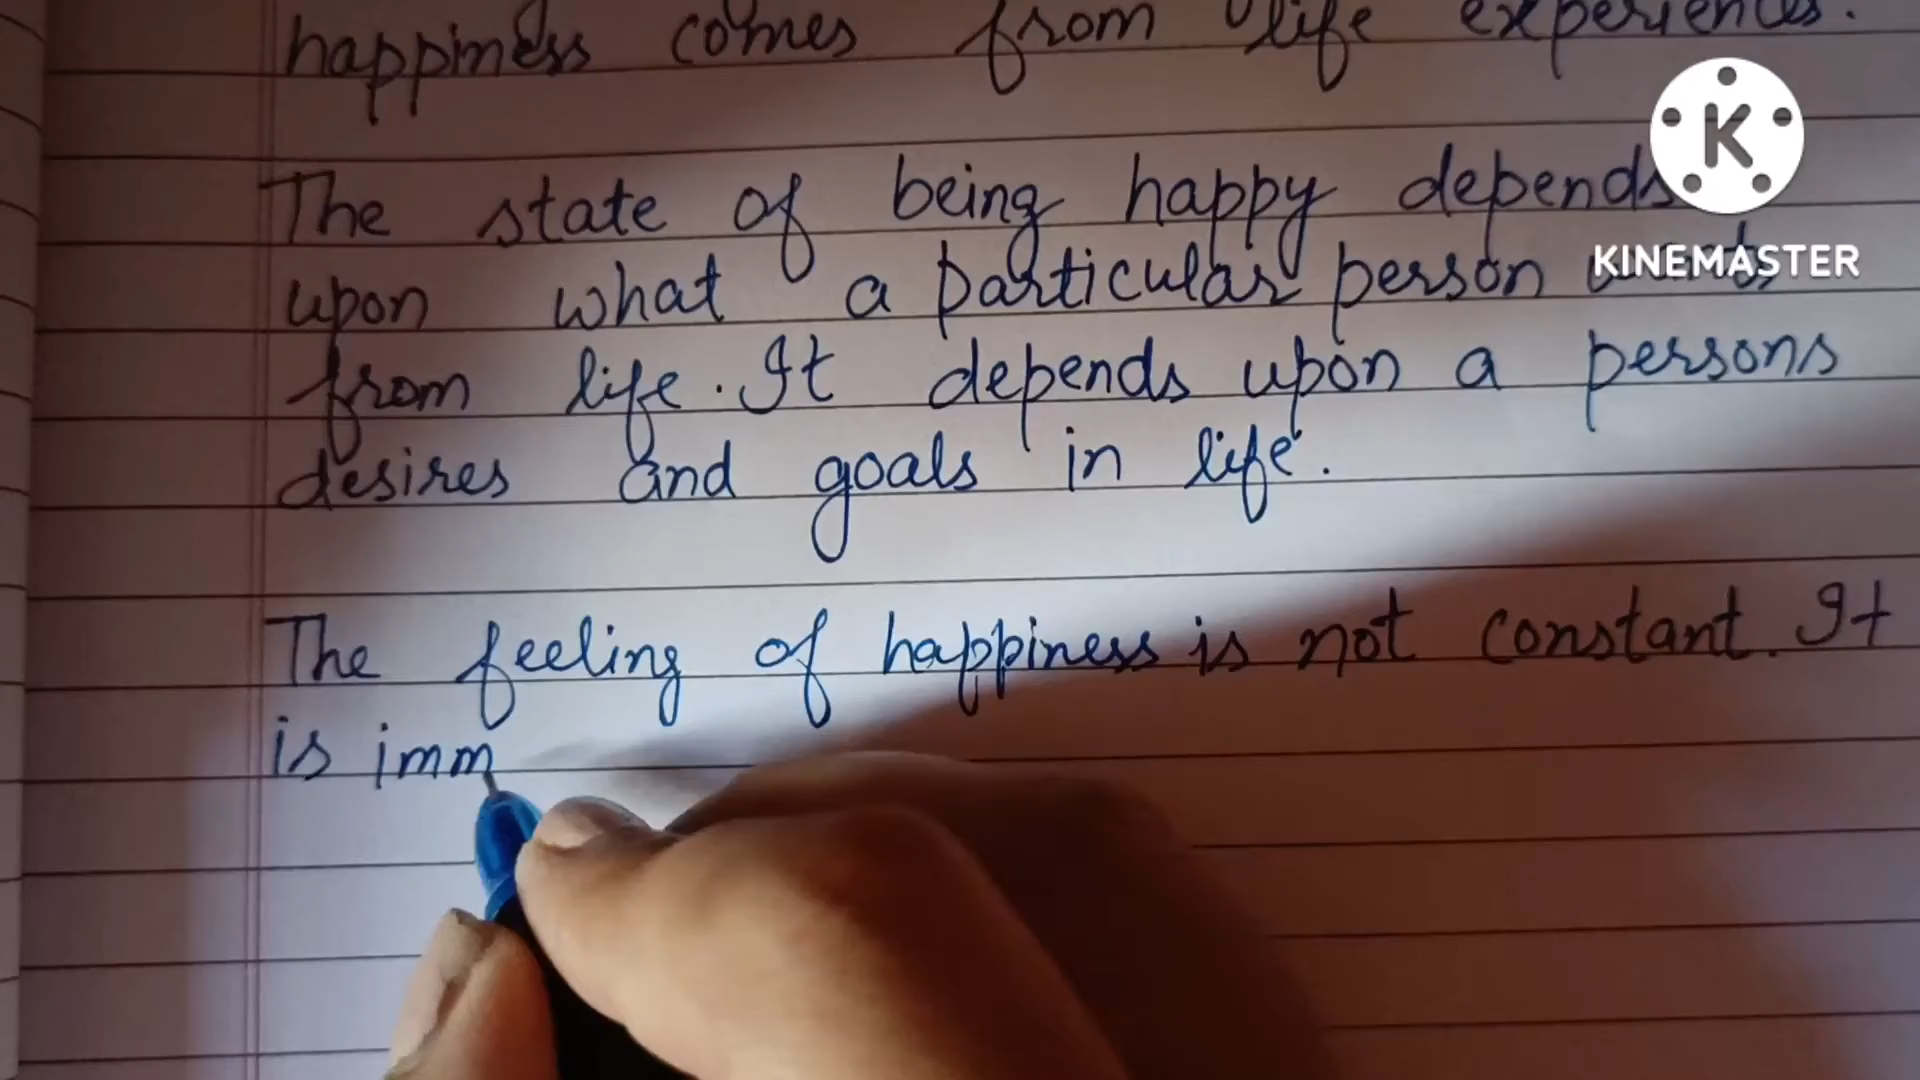 happiness comes from life experiences.
The state of being happy depends
upon what a particular person wants
from life. It depends upon a persons
desires and goals in life.
The feeling of happiness is not constant. It
is imm
K
KINEMASTER